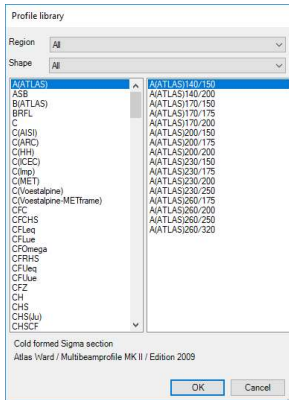 Profile library
Region
All
Shape
All
A(ATLAS)
ASB
B(ATLAS)
BRFL
C
C(AISI)
C(ARC)
C(HH)
C(ICEC)
C(Imp)
C(MET)
C(Voestalpine)
C(Voestalpine-METframe)
CFC
CFCHS
CFLeq
CFLue
CFOmega
CFRHS
CFUeq
CFUue
CFZ
CH
CHS
CHS(Ju)
CHSCF
A(ATLAS)140/150
A(ATLAS)140/200
A(ATLAS)170/150
A(ATLAS)170/175
A(ATLAS)170/200
A(ATLAS)200/150
A(ATLAS)200/175
A(ATLAS)200/200
A(ATLAS)230/150
A(ATLAS)230/175
A(ATLAS)230/200
A(ATLAS)230/250
A(ATLAS)260/175
A(ATLAS)260/200
A(ATLAS)260/250
A(ATLAS)260/320
Cold formed Sigma section
Atlas Ward / Multibeamprofile MK II / Edition 2009
OK
Cancel